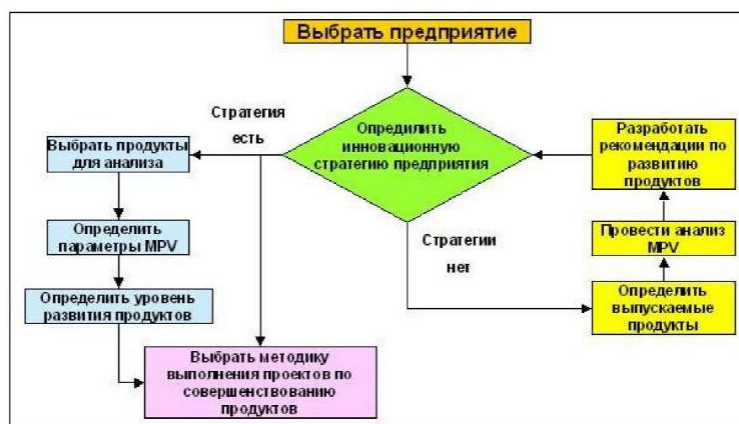 Выбрать предприятие
Стратегия
есть
Опредилить
инновационную
стратегию предприятия
Выбрать продукты
для анализа
Определить
параметры MPV
Определить уровень
развития продуктов
Выбрать методику
выполнения проектов по
совершенствованию
продуктов
Стратегии
нет
Разработать
рекомендации по
развитию
продуктов
Провести анализ
MPV
Определить
выпускаемые
продукты